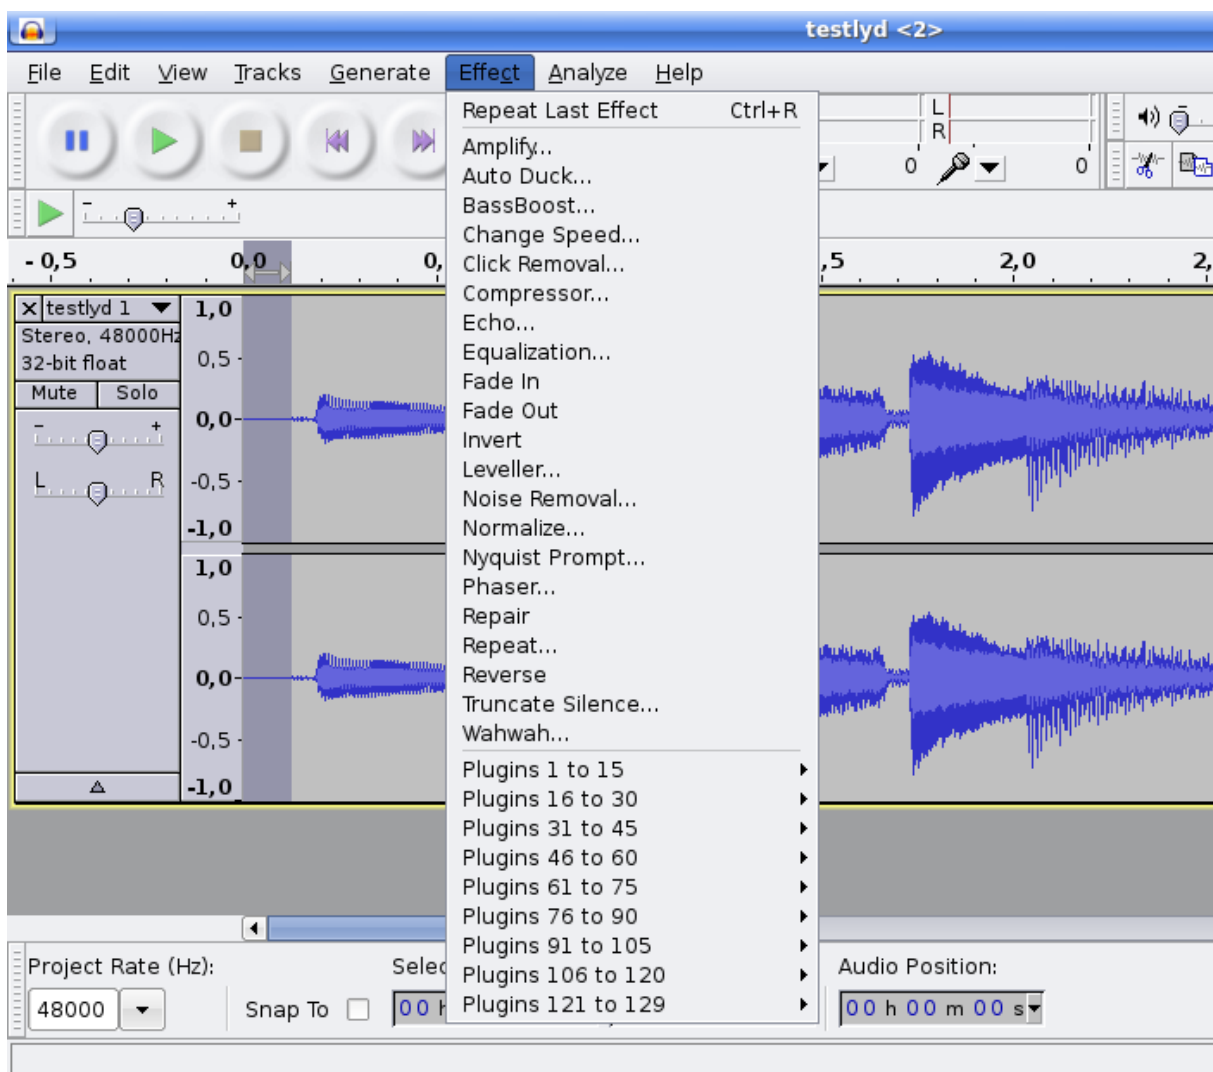 testlyd <2>
File Edit View Tracks Generate Effect Analyze Help
Repeat Last Effect Ctrl+R
Amplify...
Auto Duck...
BassBoost...
Change Speed...
Click Removal...
Compressor...
Echo...
Equalization...
Fade In
Fade Out
Invert
Leveller...
Noise Removal...
Normalize...
Nyquist Prompt...
Phaser...
Repair
Repeat...
Reverse
Truncate Silence...
Wahwah...
Plugins 1 to 15
Plugins 16 to 30
Plugins 31 to 45
Plugins 46 to 60
Plugins 61 to 75
Plugins 76 to 90
Plugins 91 to 105
Plugins 106 to 120
Plugins 121 to 129
L
R
0 0
- +
- 0,5 0,0 0, ,5 2,0 2,
testlyd 1
Stereo, 48000Hz
32-bit float
Mute Solo
- +
L R
1,0
0,5
0,0
-0,5
-1,0
1,0
0,5
0,0
-0,5
-1,0
Project Rate (Hz):
48000
Snap To
Selec
00 h
Audio Position:
00 h 00 m 00 s